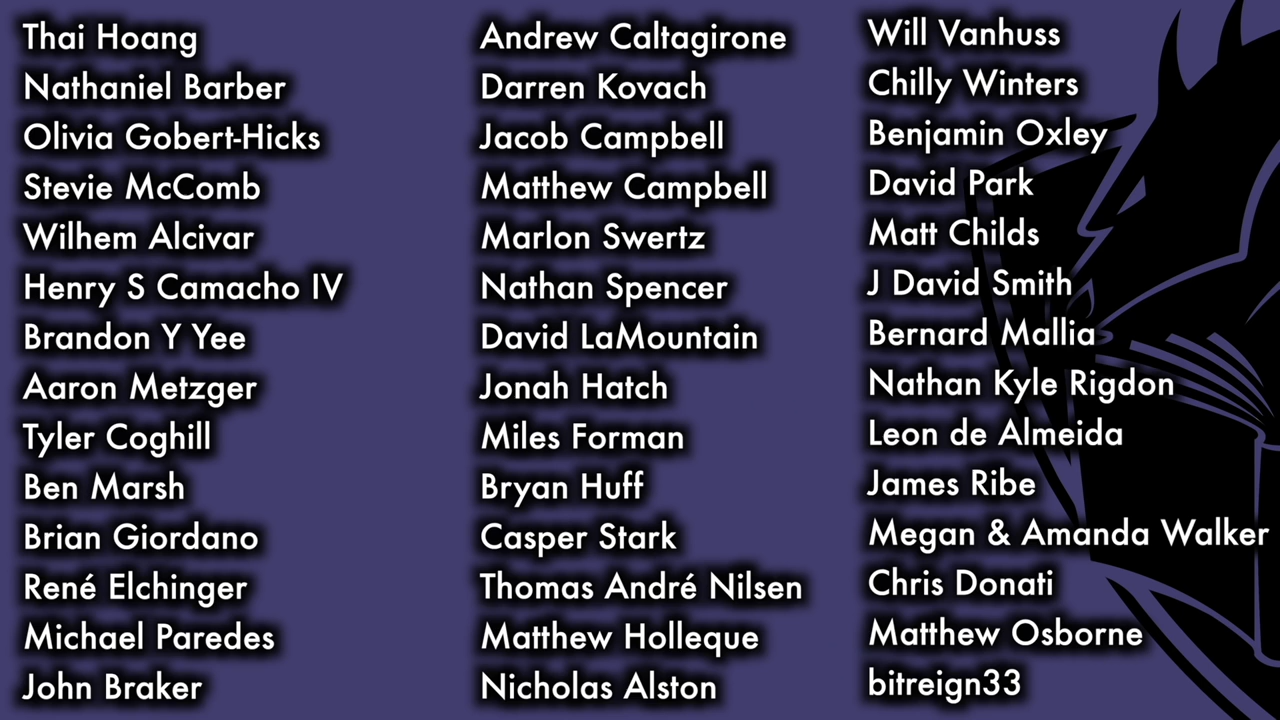 Thai Hoang
Nathaniel Barber
Olivia Gobert-Hicks
Stevie McComb
Wilhem Alcivar
Henry S Camacho IV
Brandon Y Yee
Aaron Metzger
Tyler Coghill
Ben Marsh
Brian Giordano
René Elchinger
Michael Paredes
John Braker
Andrew Caltagirone
Darren Kovach
Jacob Campbell
Matthew Campbell
Marlon Swertz
Nathan Spencer
David LaMountain
Jonah Hatch
Miles Forman
Bryan Huff
Casper Stark
Thomas André Nilsen
Matthew Holleque
Nicholas Alston
Will Vanhuss
Chilly Winters
Benjamin Oxley
David Park
Matt Childs
J David Smith
Bernard Mallia
Nathan Kyle Rigdon
Leon de Almeida
James Ribe
Megan & Amanda Walker
Chris Donati
Matthew Osborne
bitreign33